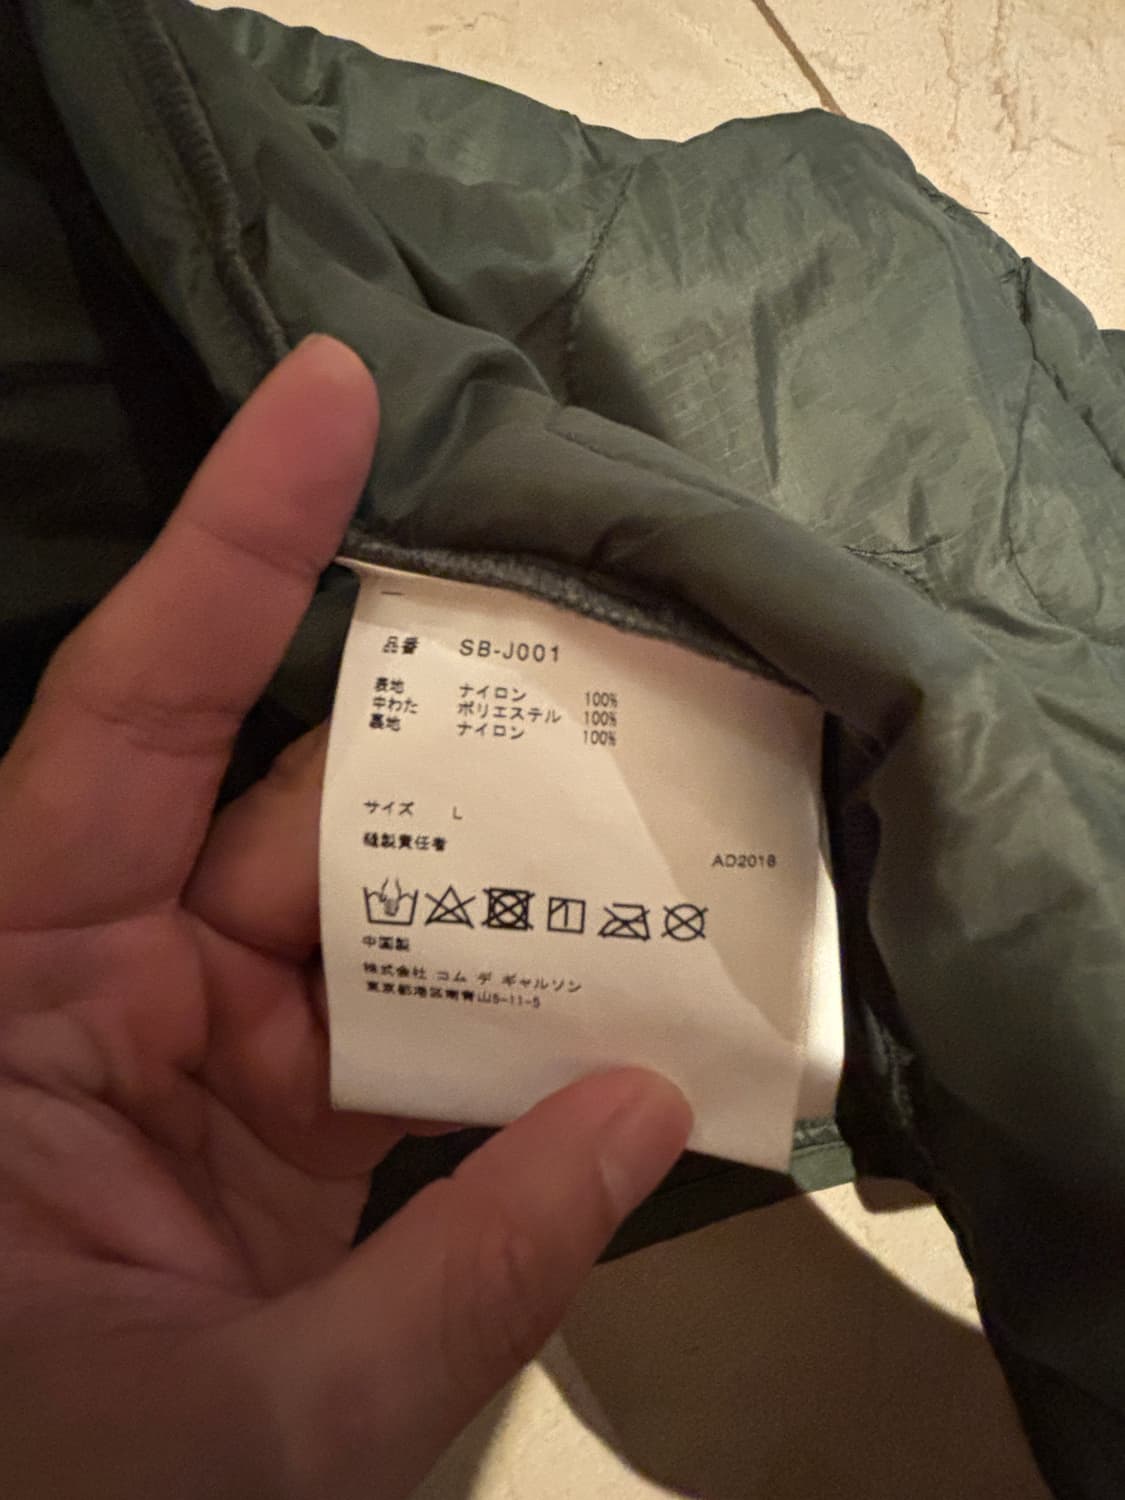 品番 SB-J001
表地 ナイロン 100%
中わた ポリエステル 100%
裏地 ナイロン 100%
サイズ L
縫製責任者
AD2018
中国製
株式会社 コム デ ギャルソン
東京都港区南青山5-11-5